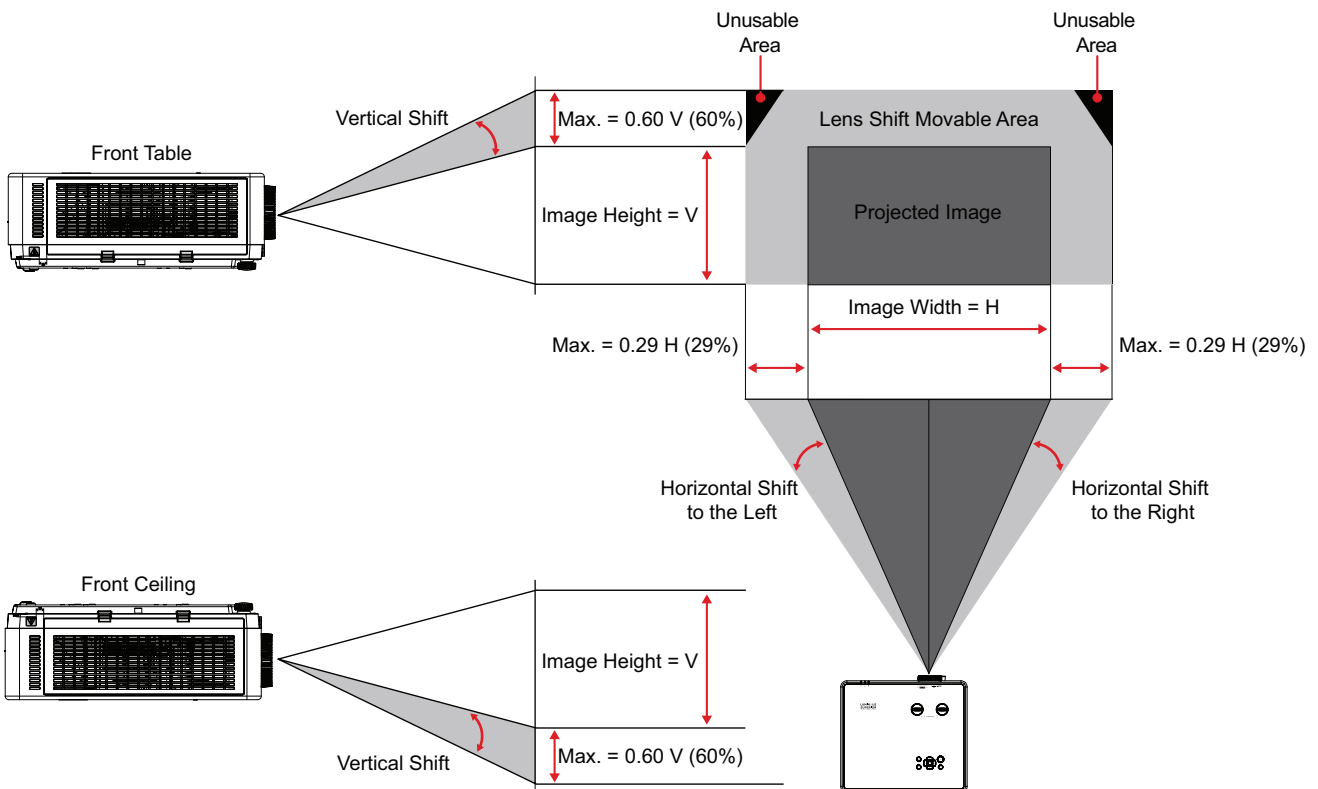 Unusable
Area
Unusable
Area
Vertical Shift
Max. = 0.60 V (60%)
Lens Shift Movable Area
Front Table
Image Height = V
Projected Image
Image Width = H
Max. = 0.29 H (29%)
Max. = 0.29 H (29%)
Horizontal Shift
to the Left
Horizontal Shift
to the Right
Front Ceiling
Image Height = V
Vertical Shift
Max. = 0.60 V (60%)